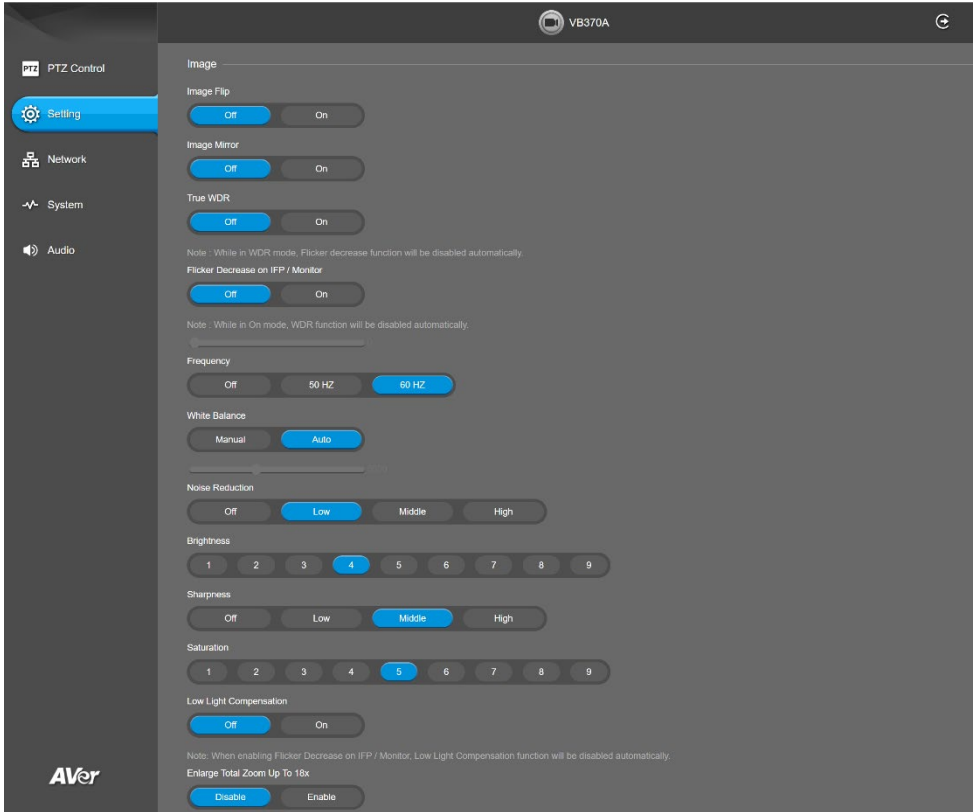 VB370A
PTZ PTZ Control
Setting
Network
System
Audio
AVer
Image
Image Flip
Off On
Image Mirror
Off On
True WDR
Off On
Note : While in WDR mode, Flicker decrease function will be disabled automatically.
Flicker Decrease on IFP / Monitor
Off On
Note : While in On mode, WDR function will be disabled automatically.
Frequency
Off 50 HZ 60 HZ
White Balance
Manual Auto
Noise Reduction
Off Low Middle High
Brightness
1 2 3 4 5 6 7 8 9
Sharpness
Off Low Middle High
Saturation
1 2 3 4 5 6 7 8 9
Low Light Compensation
Off On
Note: When enabling Flicker Decrease on IFP / Monitor, Low Light Compensation function will be disabled automatically.
Enlarge Total Zoom Up To 18x
Disable Enable